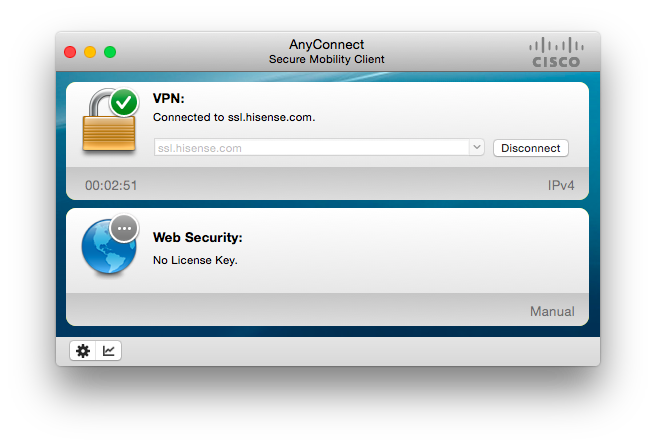 AnyConnect
Secure Mobility Client
CISCO
VPN:
Connected to ssl.hisense.com.
ssl.hisense.com
Disconnect
00:02:51
IPv4
Web Security:
No License Key.
Manual